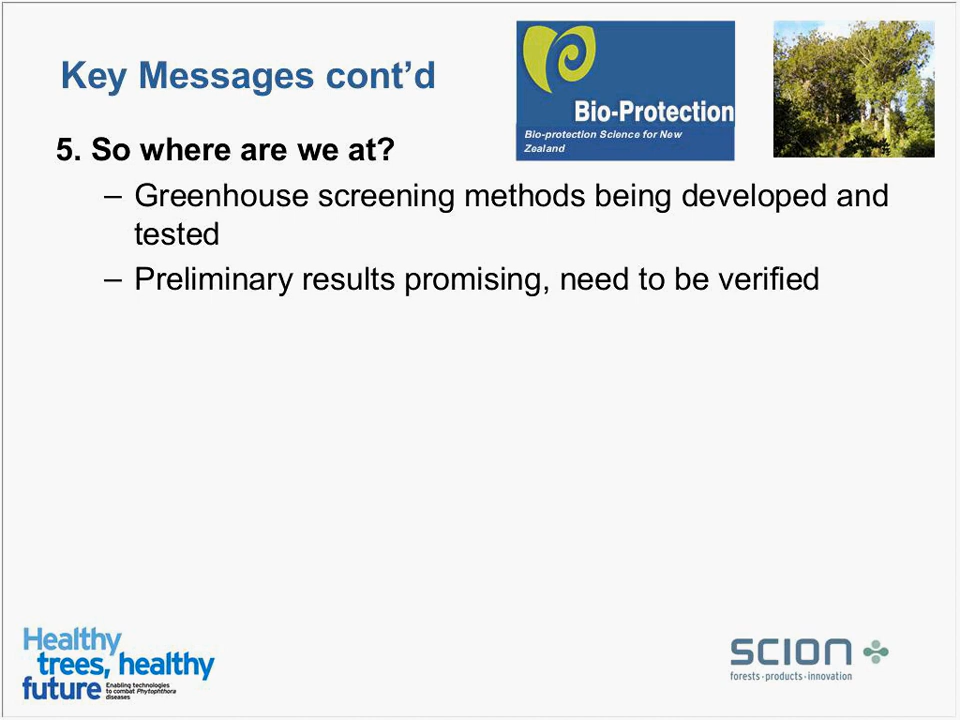 Key Messages cont’d
Bio-Protection
Bio-protection Science for New
Zealand
5. So where are we at?
– Greenhouse screening methods being developed and
tested
– Preliminary results promising, need to be verified
Healthy
trees, healthy
future
Enabling technologies
to combat Phytophthora
diseases
SCION
forests·products·innovation